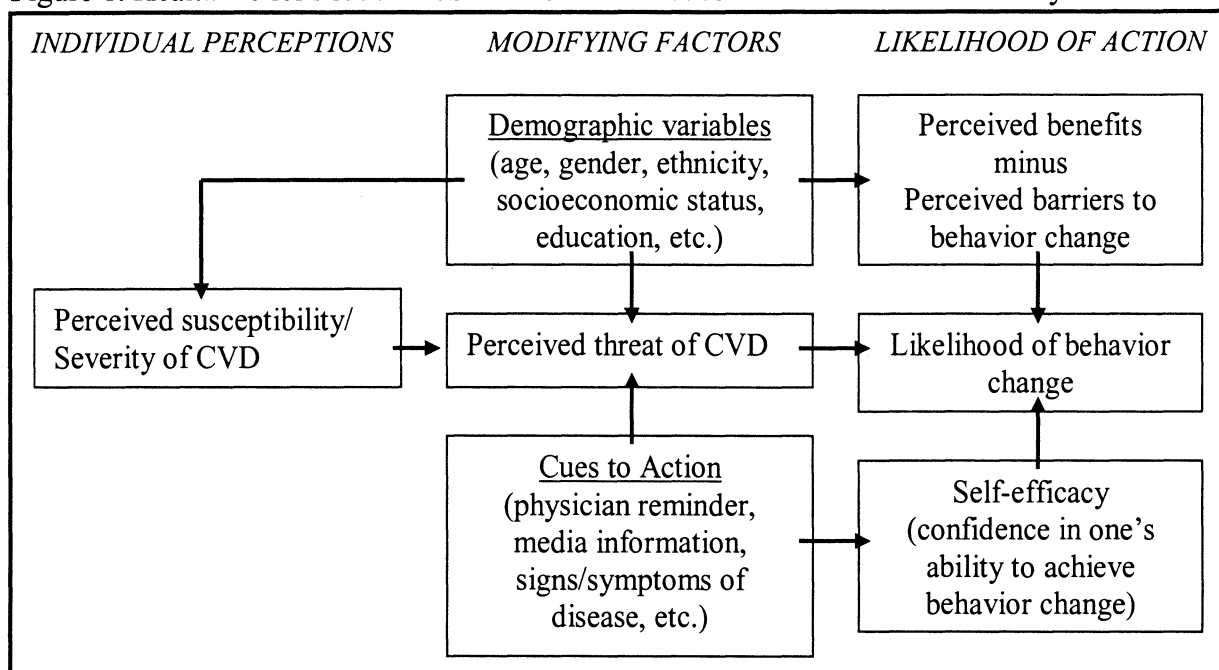 INDIVIDUAL PERCEPTIONS
MODIFYING FACTORS
LIKELIHOOD OF ACTION
Demographic variables
(age, gender, ethnicity,
socioeconomic status,
education, etc.)
Perceived benefits
minus
Perceived barriers to
behavior change
Perceived susceptibility/
Severity of CVD
Perceived threat of CVD
Likelihood of behavior
change
Cues to Action
(physician reminder,
media information,
signs/symptoms of
disease, etc.)
Self-efficacy
(confidence in one's
ability to achieve
behavior change)